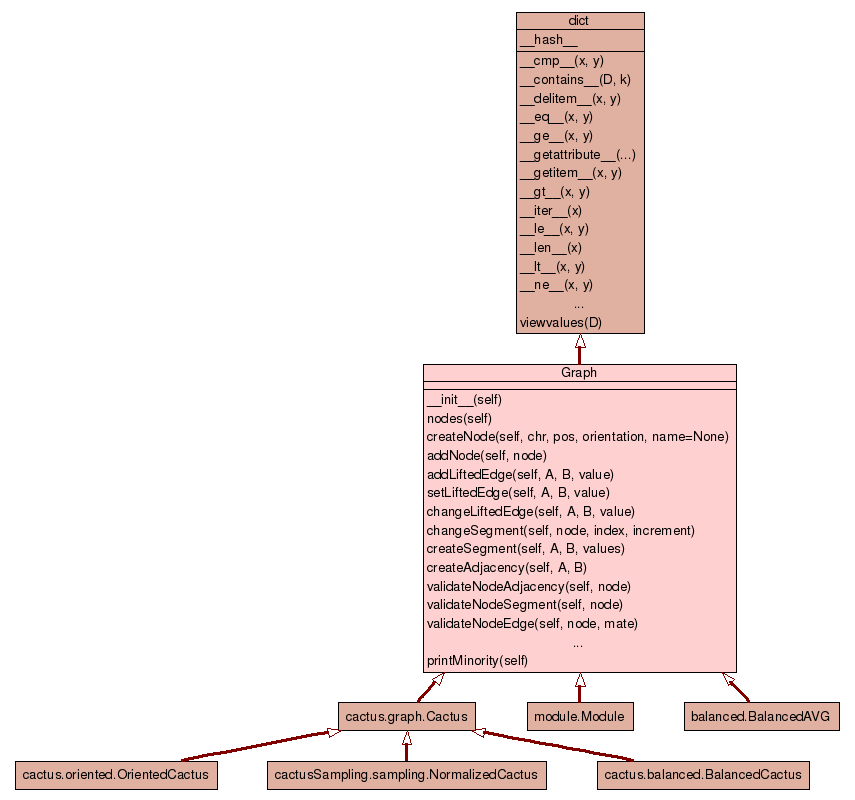 dict
__hash__
__cmp__(x, y)
__contains__(D, k)
__delitem__(x, y)
__eq__(x, y)
__ge__(x, y)
__getattribute__(...)
__getitem__(x, y)
__gt__(x, y)
__iter__(x)
__le__(x, y)
__len__(x)
__lt__(x, y)
__ne__(x, y)
...
viewvalues(D)
Graph
__init__(self)
nodes(self)
createNode(self, chr, pos, orientation, name=None)
addNode(self, node)
addLiftedEdge(self, A, B, value)
setLiftedEdge(self, A, B, value)
changeLiftedEdge(self, A, B, value)
changeSegment(self, node, index, increment)
createSegment(self, A, B, values)
createAdjacency(self, A, B)
validateNodeAdjacency(self, node)
validateNodeSegment(self, node)
validateNodeEdge(self, node, mate)
...
printMinority(self)
cactus.graph.Cactus
module.Module
balanced.BalancedAVG
cactus.oriented.OrientedCactus
cactusSampling.sampling.NormalizedCactus
cactus.balanced.BalancedCactus